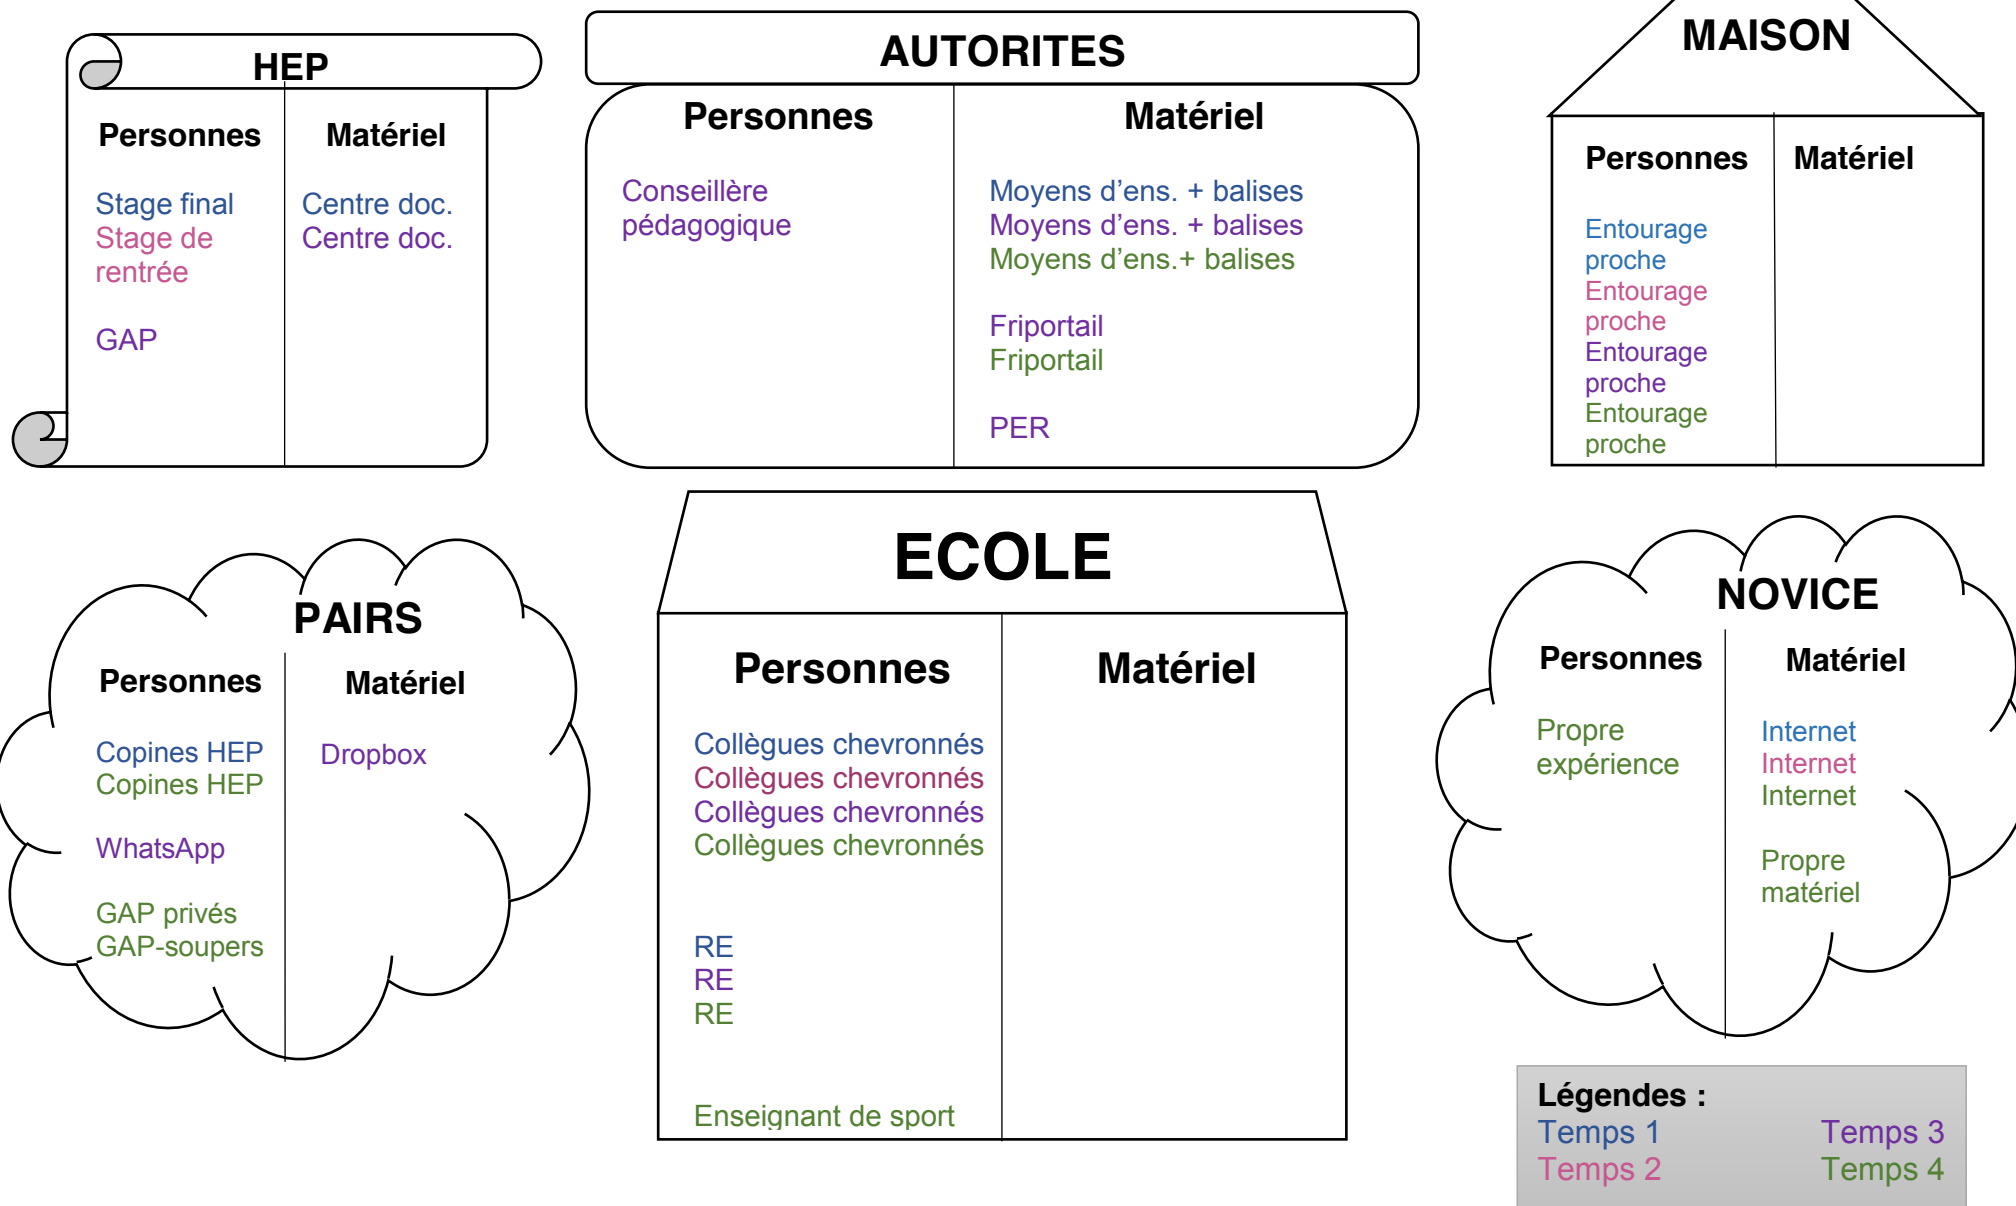 HEP
Personnes
Matériel
Stage final
Stage de
rentrée
GAP
Centre doc.
Centre doc.
AUTORITES
Personnes
Matériel
Conseillère
pédagogique
Moyens d’ens. + balises
Moyens d’ens. + balises
Moyens d’ens.+ balises
Friportail
Friportail
PER
MAISON
Personnes
Matériel
Entourage
proche
Entourage
proche
Entourage
proche
Entourage
proche
PAIRS
Personnes
Matériel
Copines HEP
Copines HEP
WhatsApp
GAP privés
GAP-soupers
Dropbox
ECOLE
Personnes
Matériel
Collègues chevronnés
Collègues chevronnés
Collègues chevronnés
Collègues chevronnés
RE
RE
RE
Enseignant de sport
NOVICE
Personnes
Matériel
Propre
expérience
Internet
Internet
Internet
Propre
matériel
Légendes :
Temps 1
Temps 3
Temps 2
Temps 4